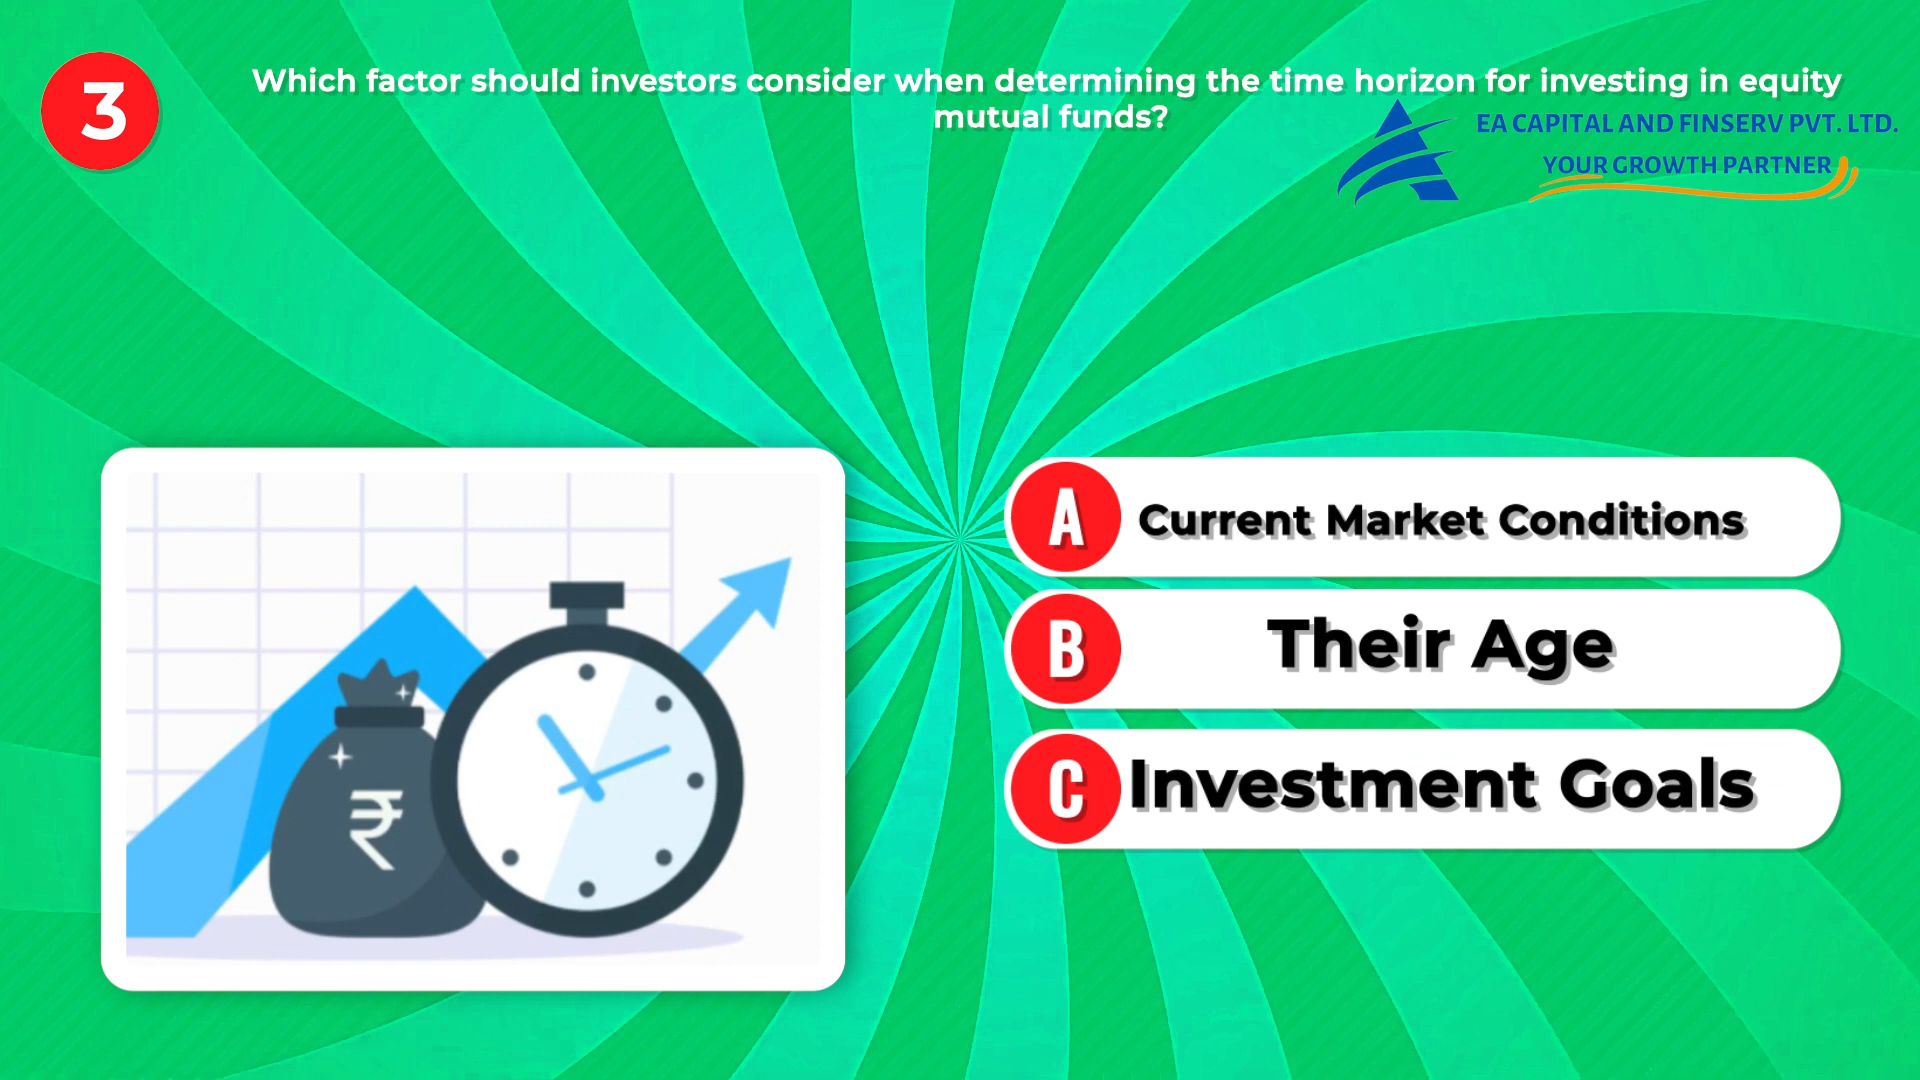 3
Which factor should investors consider when determining the time horizon for investing in equity
mutual funds?
EA CAPITAL AND FINSERV PVT. LTD.
YOUR GROWTH PARTNER
A Current Market Conditions
B Their Age
C Investment Goals
₹